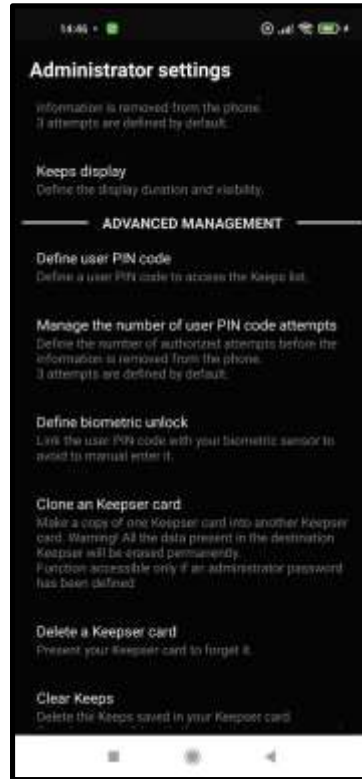 14:46
Administrator settings
information is removed from the phone.
3 attempts are defined by default.
Keeps display
Define the display duration and visibility.
ADVANCED MANAGEMENT
Define user PIN code
Define a user PIN code to access the Keeps list.
Manage the number of user PIN code attempts
Define the number of authorized attempts before the
information is removed from the phone.
3 attempts are defined by default.
Define biometric unlock
Link the user PIN code with your biometric sensor to
avoid to manual enter it.
Clone an Keepser card
Make a copy of one Keepser card into another Keepser
card. Warning! All the data present in the destination
Keepser will be erased permanently.
Function accessible only if an administrator password
has been defined
Delete a Keepser card
Present your Keepser card to forget it.
Clear Keeps
Delete the Keeps saved in your Keepser card.